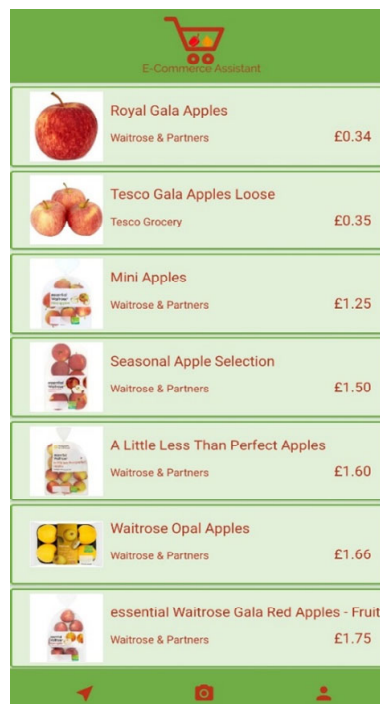 E-Commerce Assistant
Royal Gala Apples
Waitrose & Partners
£0.34
Tesco Gala Apples Loose
Tesco Grocery
£0.35
Mini Apples
Waitrose & Partners
£1.25
Seasonal Apple Selection
Waitrose & Partners
£1.50
A Little Less Than Perfect Apples
Waitrose & Partners
£1.60
Waitrose Opal Apples
Waitrose & Partners
£1.66
essential Waitrose Gala Red Apples - Fruit
Waitrose & Partners
£1.75